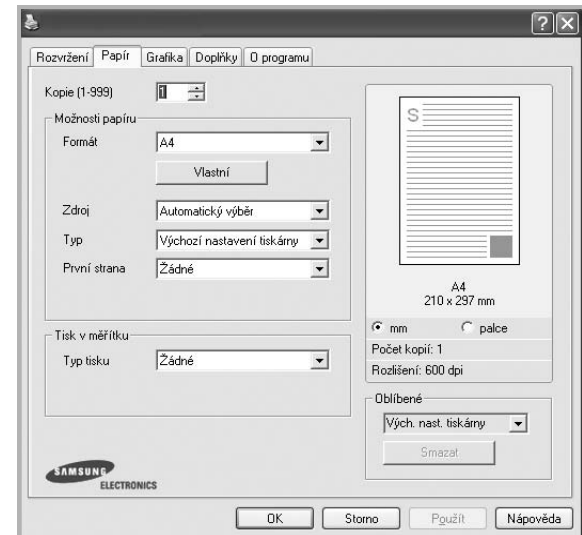 Rozvržení Papír Grafika Doplňky O programu
Kopie (1-999) 1
Možnosti papíru
Formát A4
Vlastní
Zdroj Automatický výběr
Typ Výchozí nastavení tiskárny
První strana Žádné
Tisk v měřítku
Typ tisku Žádné
SAMSUNG
ELECTRONICS
S
A4
210 x 297 mm
mm palce
Počet kopií: 1
Rozlišení: 600 dpi
Oblíbené
Vých. nast. tiskárny
Smazat
OK Storno Použít Nápověda